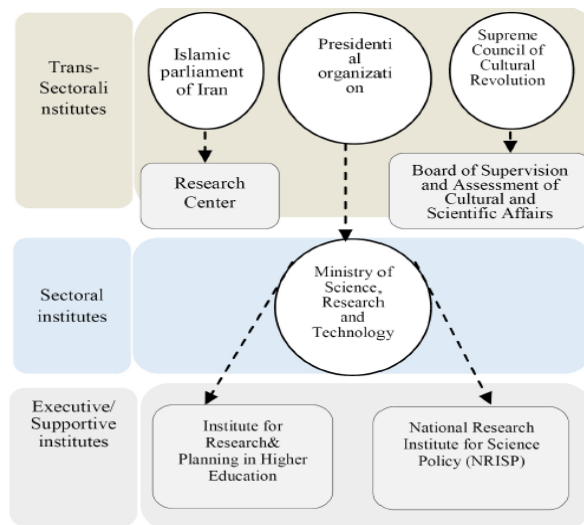 Trans-
Sectorali
nstitutes
Islamic
parliament
of Iran
Presidenti
al
organizati
on
Supreme
Council of
Cultural
Revolution
Research
Center
Board of Supervision
and Assessment of
Cultural and
Scientific Affairs
Sectoral
institutes
Ministry of
Science,
Research
and
Technology
Executive/
Supportive
institutes
Institute for
Research&
Planning in Higher
Education
National Research
Institute for Science
Policy (NRISP)